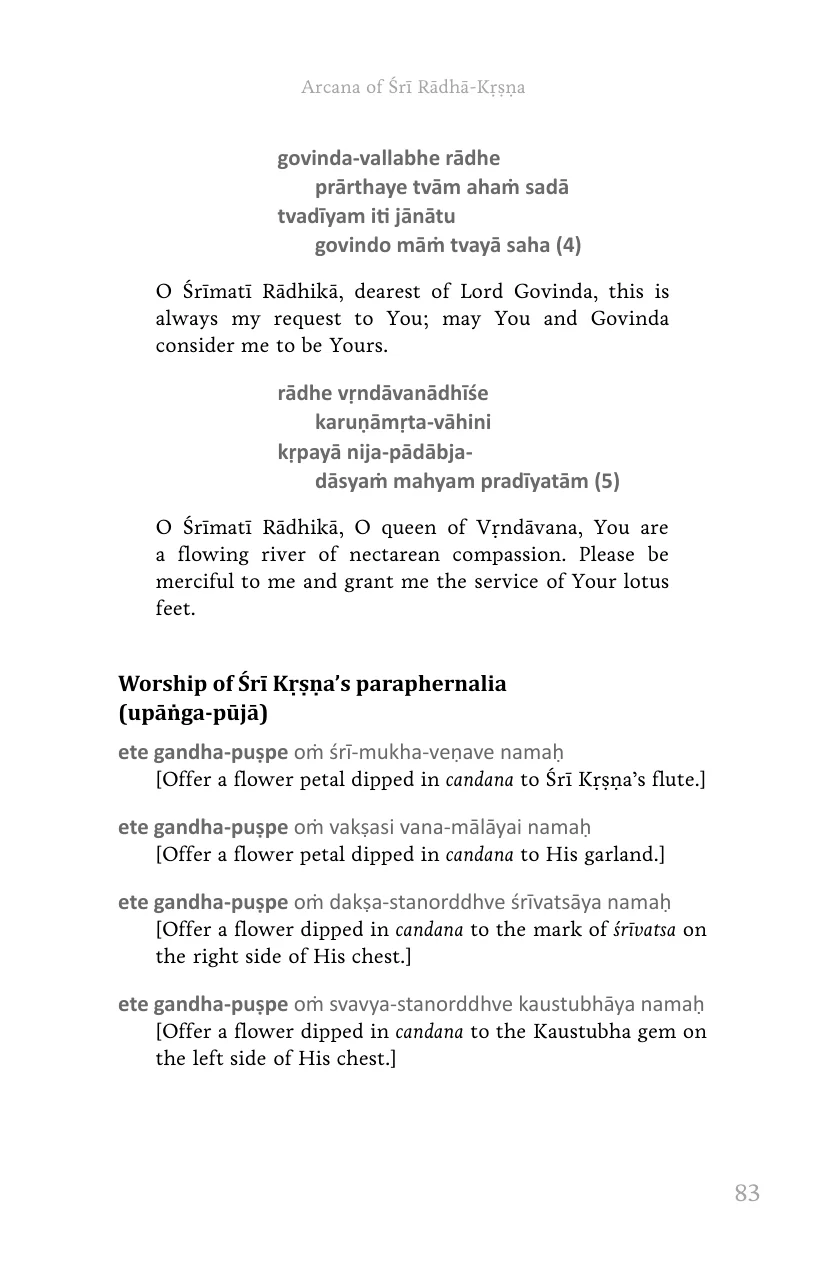 Arcana of Śrī Rādhā-Kṛṣṇa
govinda-vallabhe rādhe
prārthaye tvām ahaṁ sadā
tvadīyam iti jānātu
govindo māṁ tvayā saha (4)
O Śrīmatī Rādhikā, dearest of Lord Govinda, this is
always my request to You; may You and Govinda
consider me to be Yours.
rādhe vṛndāvanādhīśe
karuṇāmṛta-vāhini
kṛpayā nija-pādābja-
dāsyaṁ mahyam pradīyatām (5)
O Śrīmatī Rādhikā, O queen of Vṛndāvana, You are
a flowing river of nectarean compassion. Please be
merciful to me and grant me the service of Your lotus
feet.
Worship of Śrī Kṛṣṇa’s paraphernalia
(upāṅga-pūjā)
ete gandha-puṣpe oṁ śrī-mukha-veṇave namaḥ
[Offer a flower petal dipped in candana to Śrī Kṛṣṇa’s flute.]
ete gandha-puṣpe oṁ vakṣasi vana-mālāyai namaḥ
[Offer a flower petal dipped in candana to His garland.]
ete gandha-puṣpe oṁ dakṣa-stanorddhve śrīvatsāya namaḥ
[Offer a flower dipped in candana to the mark of śrīvatsa on
the right side of His chest.]
ete gandha-puṣpe oṁ svavya-stanorddhve kaustubhāya namaḥ
[Offer a flower dipped in candana to the Kaustubha gem on
the left side of His chest.]
83